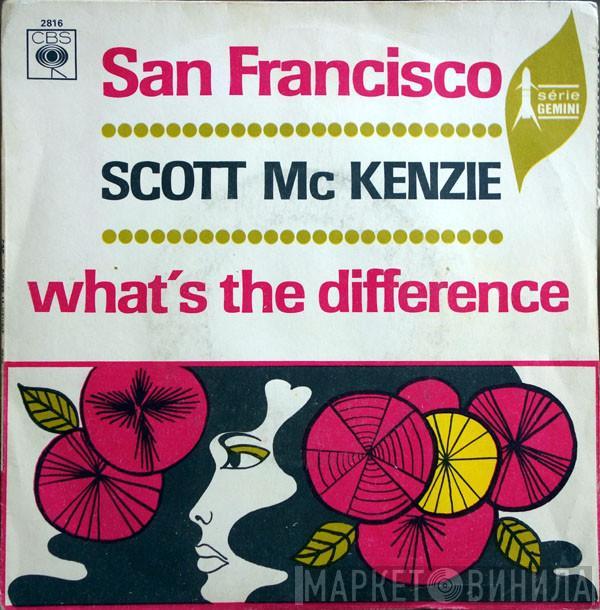 2816
CBS
San Francisco
série
GEMINI
SCOTT Mc KENZIE
what's the difference
МАРКЕТ ВИНИЛА